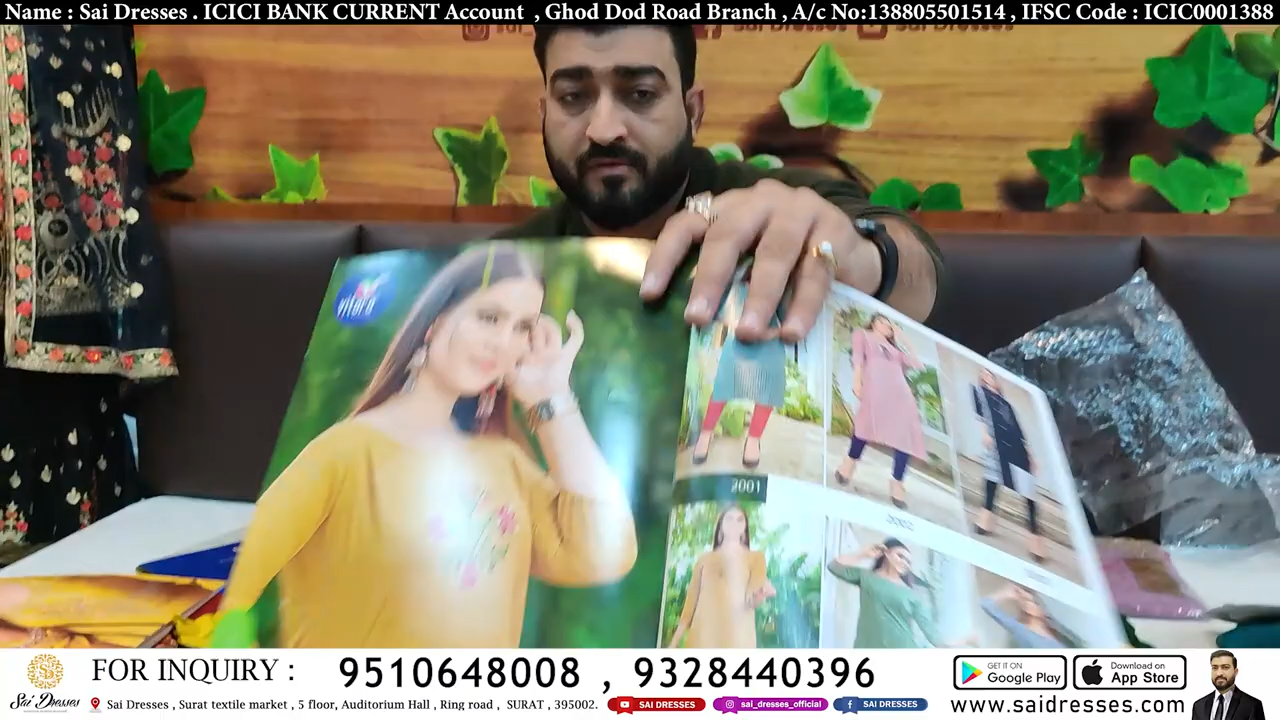 Name : Sai Dresses . ICICI BANK CURRENT Account , Ghod Dod Road Branch , A/c No:138805501514 , IFSC Code : ICIC0001388
vitara
2001
FOR INQUIRY : 9510648008 , 9328440396
GET IT ON
Google Play
Download on
App Store
Sai Dresses
Sai Dresses , Surat textile market , 5 floor, Auditorium Hall , Ring road , SURAT , 395002.
SAI DRESSES
sai_dresses_official
SAI DRESSES
www.saidresses.com